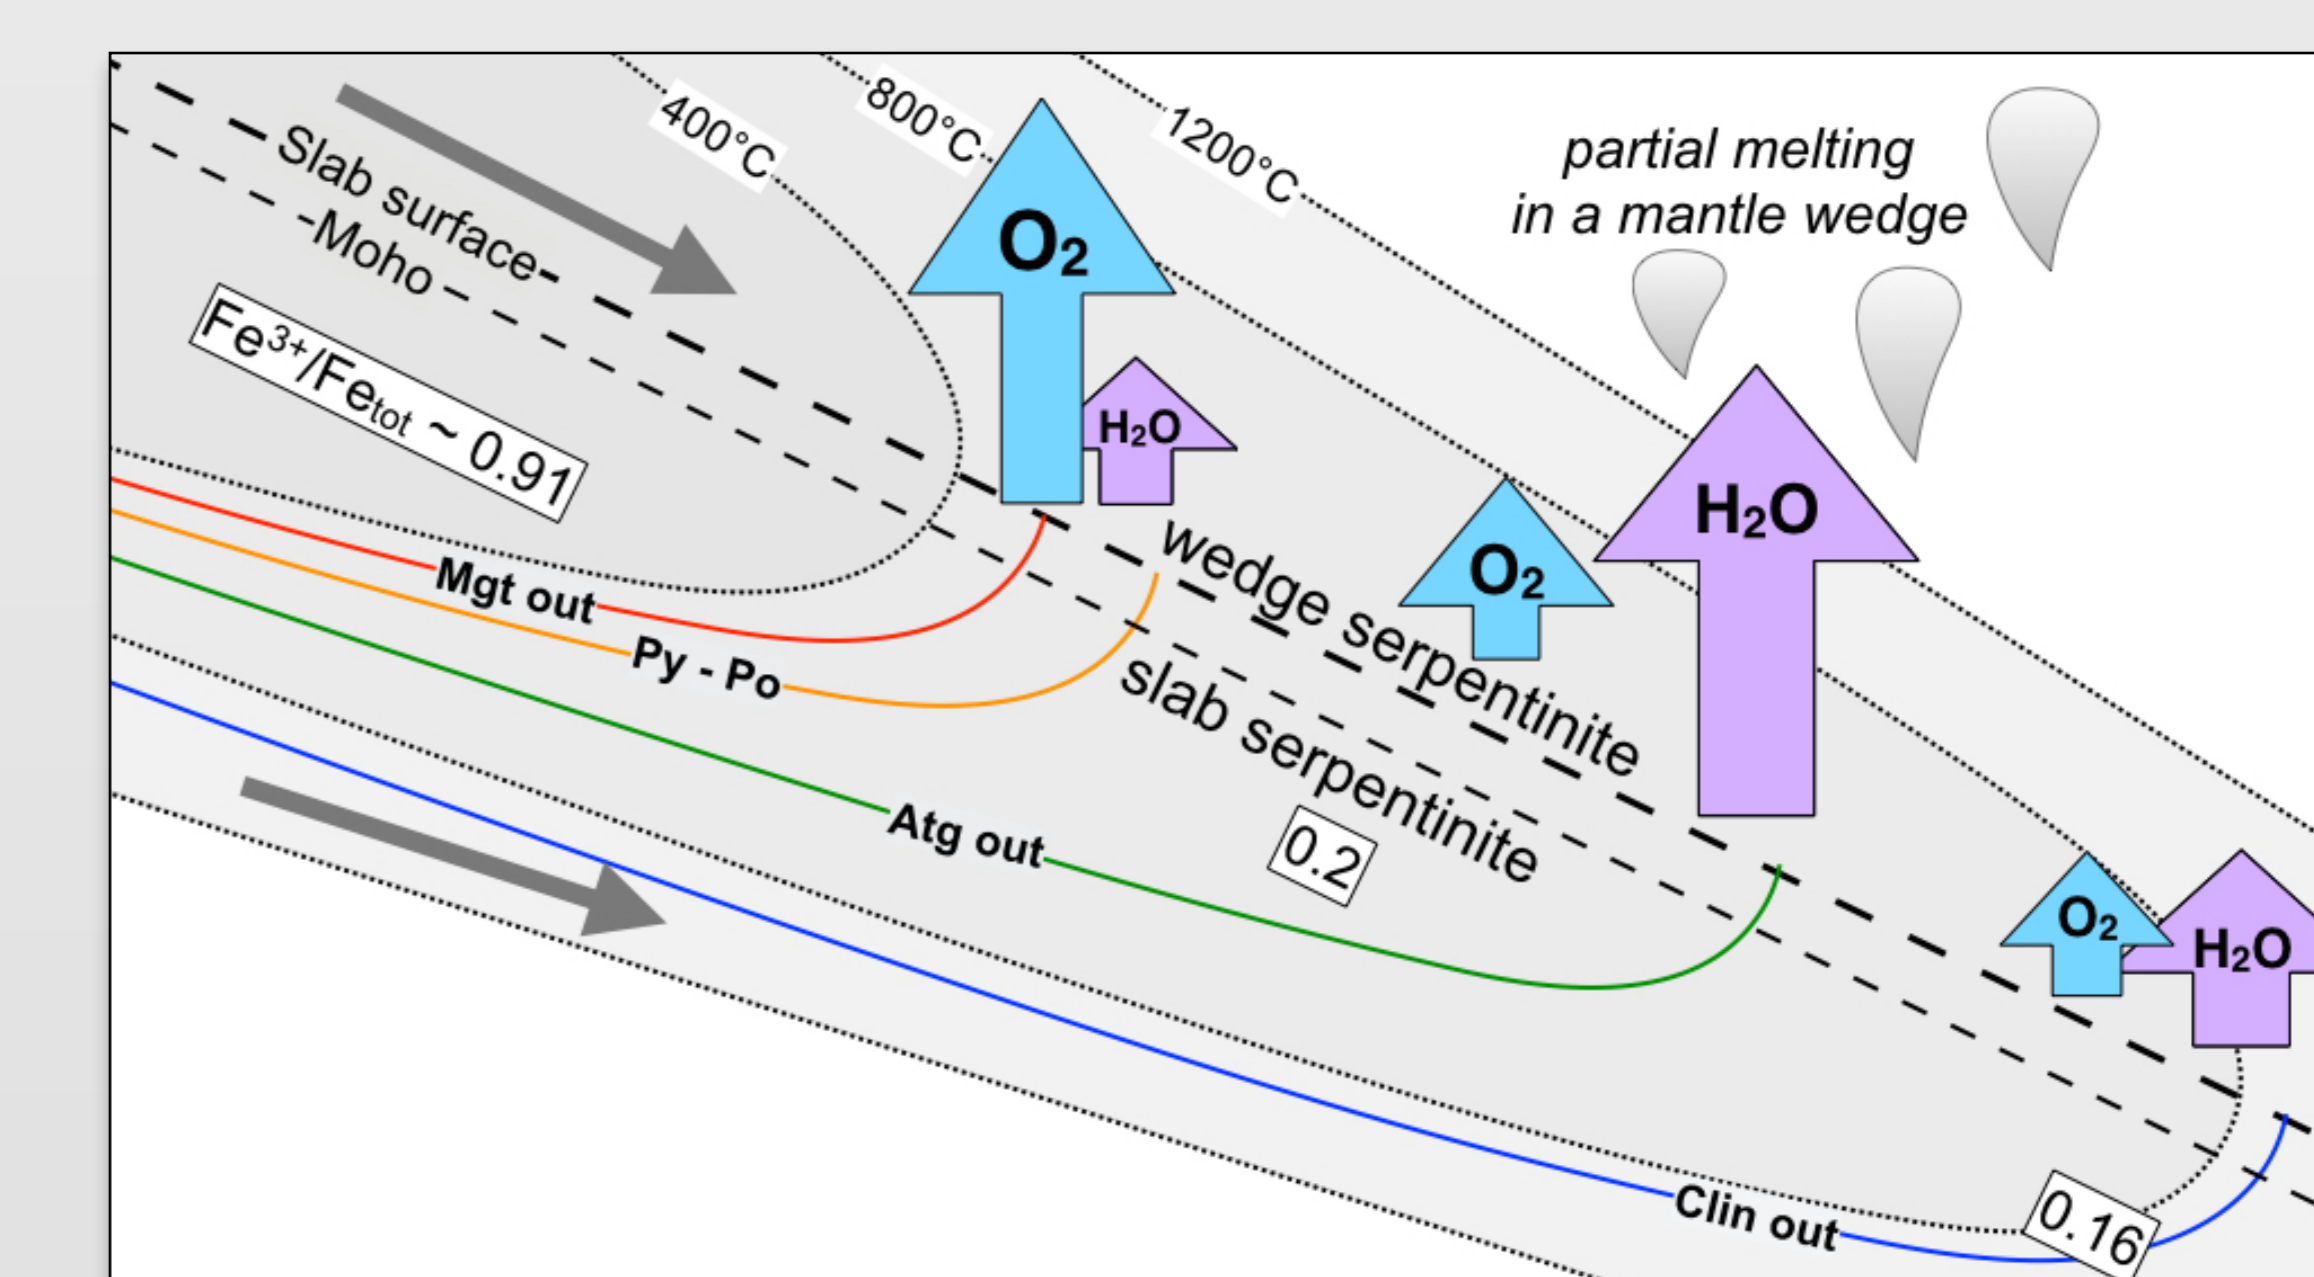 400°C
800°C
1200°C
partial melting
in a mantle wedge
Slab surface
Moho
O₂
H₂O
Fe³⁺/Feₜₒₜ ~ 0.91
H₂O
O₂
wedge serpentinite
slab serpentinite
Mgt out
Py - Po
Atg out
0.2
O₂
H₂O
Clin out
0.16